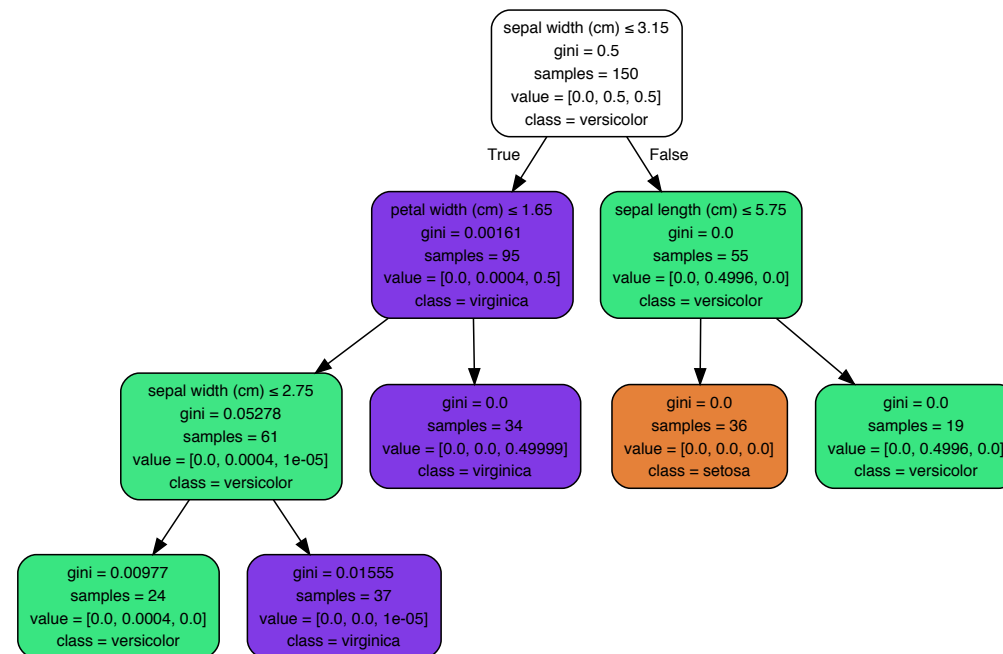 sepal width (cm) ≤ 3.15
gini = 0.5
samples = 150
value = [0.0, 0.5, 0.5]
class = versicolor
True
False
petal width (cm) ≤ 1.65
gini = 0.00161
samples = 95
value = [0.0, 0.0004, 0.5]
class = virginica
sepal length (cm) ≤ 5.75
gini = 0.0
samples = 55
value = [0.0, 0.4996, 0.0]
class = versicolor
sepal width (cm) ≤ 2.75
gini = 0.05278
samples = 61
value = [0.0, 0.0004, 1e-05]
class = versicolor
gini = 0.0
samples = 34
value = [0.0, 0.0, 0.49999]
class = virginica
gini = 0.0
samples = 36
value = [0.0, 0.0, 0.0]
class = setosa
gini = 0.0
samples = 19
value = [0.0, 0.4996, 0.0]
class = versicolor
gini = 0.00977
samples = 24
value = [0.0, 0.0004, 0.0]
class = versicolor
gini = 0.01555
samples = 37
value = [0.0, 0.0, 1e-05]
class = virginica